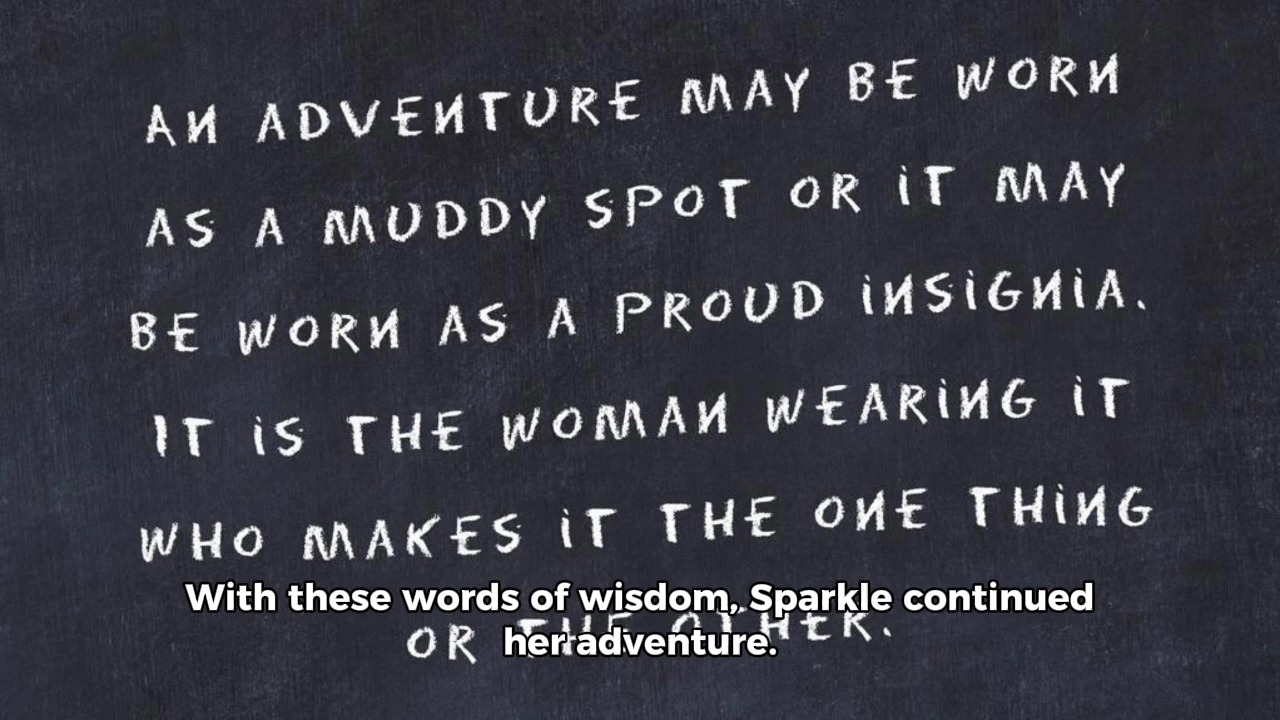 AN ADVENTURE MAY BE WORN
AS A MUDDY SPOT OR iT MAY
BE WORN AS A PROUD iNSiGNiA.
IT iS THE WOMAN WEARiNG iT
WHO MAKES iT THE ONE THiNG
OR THE OTHER.
With these words of wisdom, Sparkle continued
her adventure.